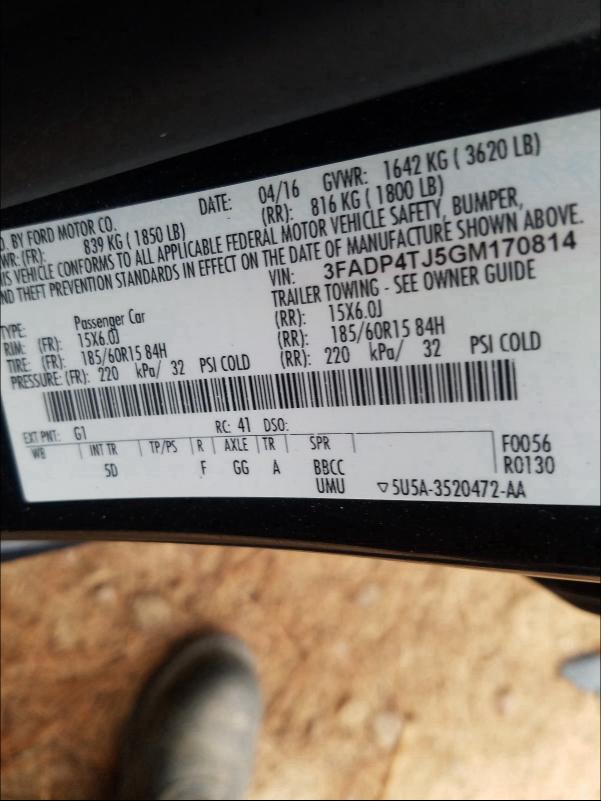 D. BY FORD MOTOR CO.
DATE: 04/16 GVWR: 1642 KG ( 3620 LB)
WR: (FR): 839 KG ( 1850 LB) (RR): 816 KG ( 1800 LB)
IS VEHICLE CONFORMS TO ALL APPLICABLE FEDERAL MOTOR VEHICLE SAFETY, BUMPER,
ND THEFT PREVENTION STANDARDS IN EFFECT ON THE DATE OF MANUFACTURE SHOWN ABOVE.
VIN: 3FADP4TJ5GM170814
TYPE: Passenger Car TRAILER TOWING - SEE OWNER GUIDE
RIM: (FR): 15X6.0J (RR): 15X6.0J
TIRE: (FR): 185/60R15 84H (RR): 185/60R15 84H
PRESSURE: (FR): 220 kPa/ 32 PSI COLD (RR): 220 kPa/ 32 PSI COLD
EXT PNT: G1 RC: 41 DSO:
WB INT TR TP/PS R AXLE TR SPR F0056
5D F GG A BBCC R0130
UMU ▽5U5A-3520472-AA